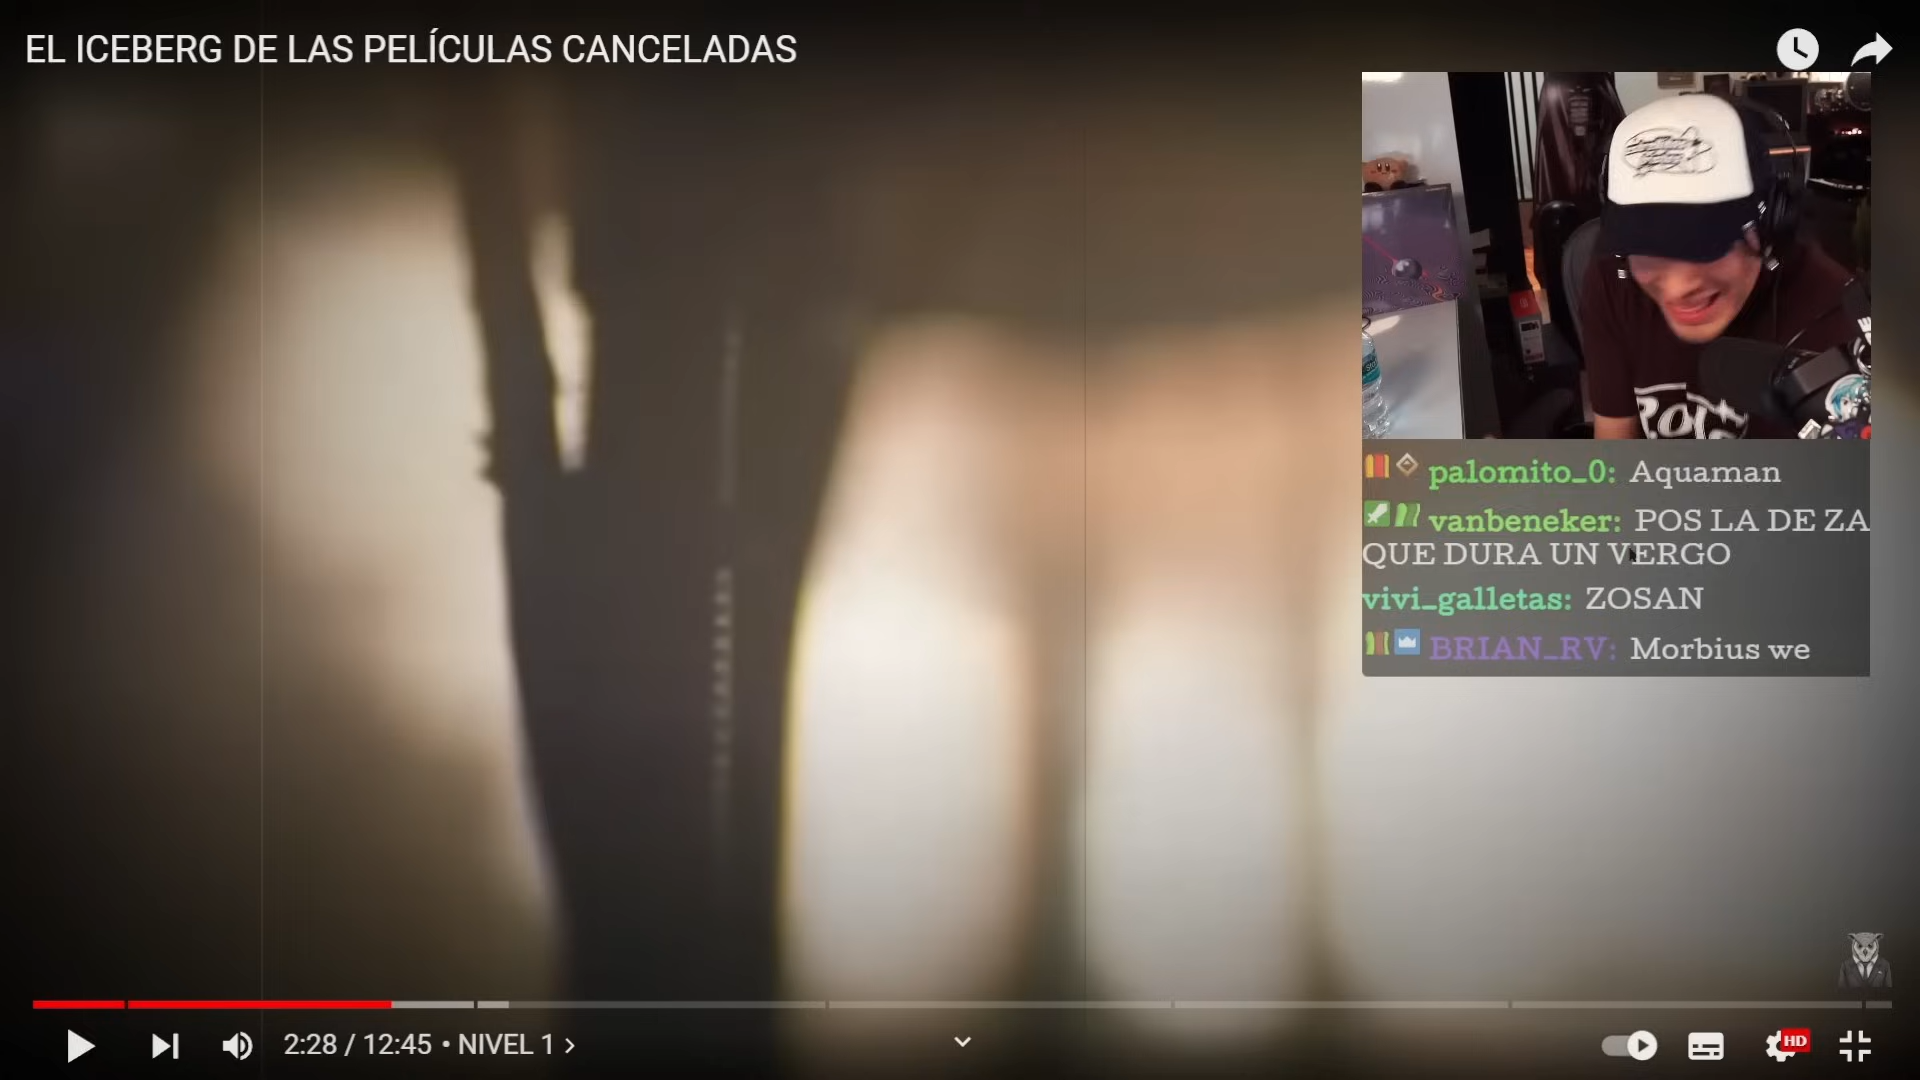 EL ICEBERG DE LAS PELÍCULAS CANCELADAS
palomito_0: Aquaman
vanbeneker: POS LA DE ZA
QUE DURA UN VERGO
vivi_galletas: ZOSAN
BRIAN_RV: Morbius we
2:28 / 12:45 • NIVEL 1 ›
HD